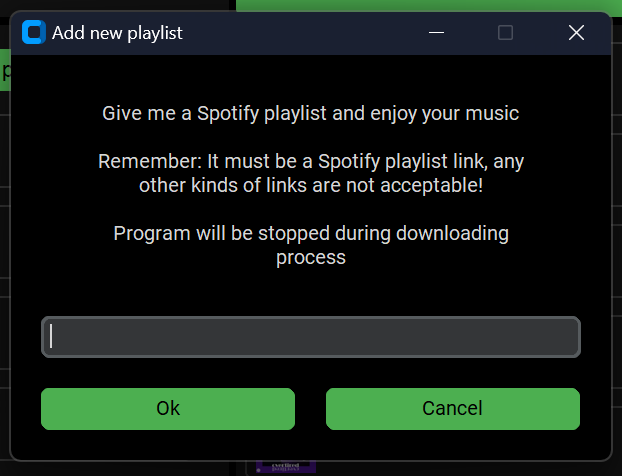 Add new playlist
Give me a Spotify playlist and enjoy your music
Remember: It must be a Spotify playlist link, any
other kinds of links are not acceptable!
Program will be stopped during downloading
process
Ok
Cancel